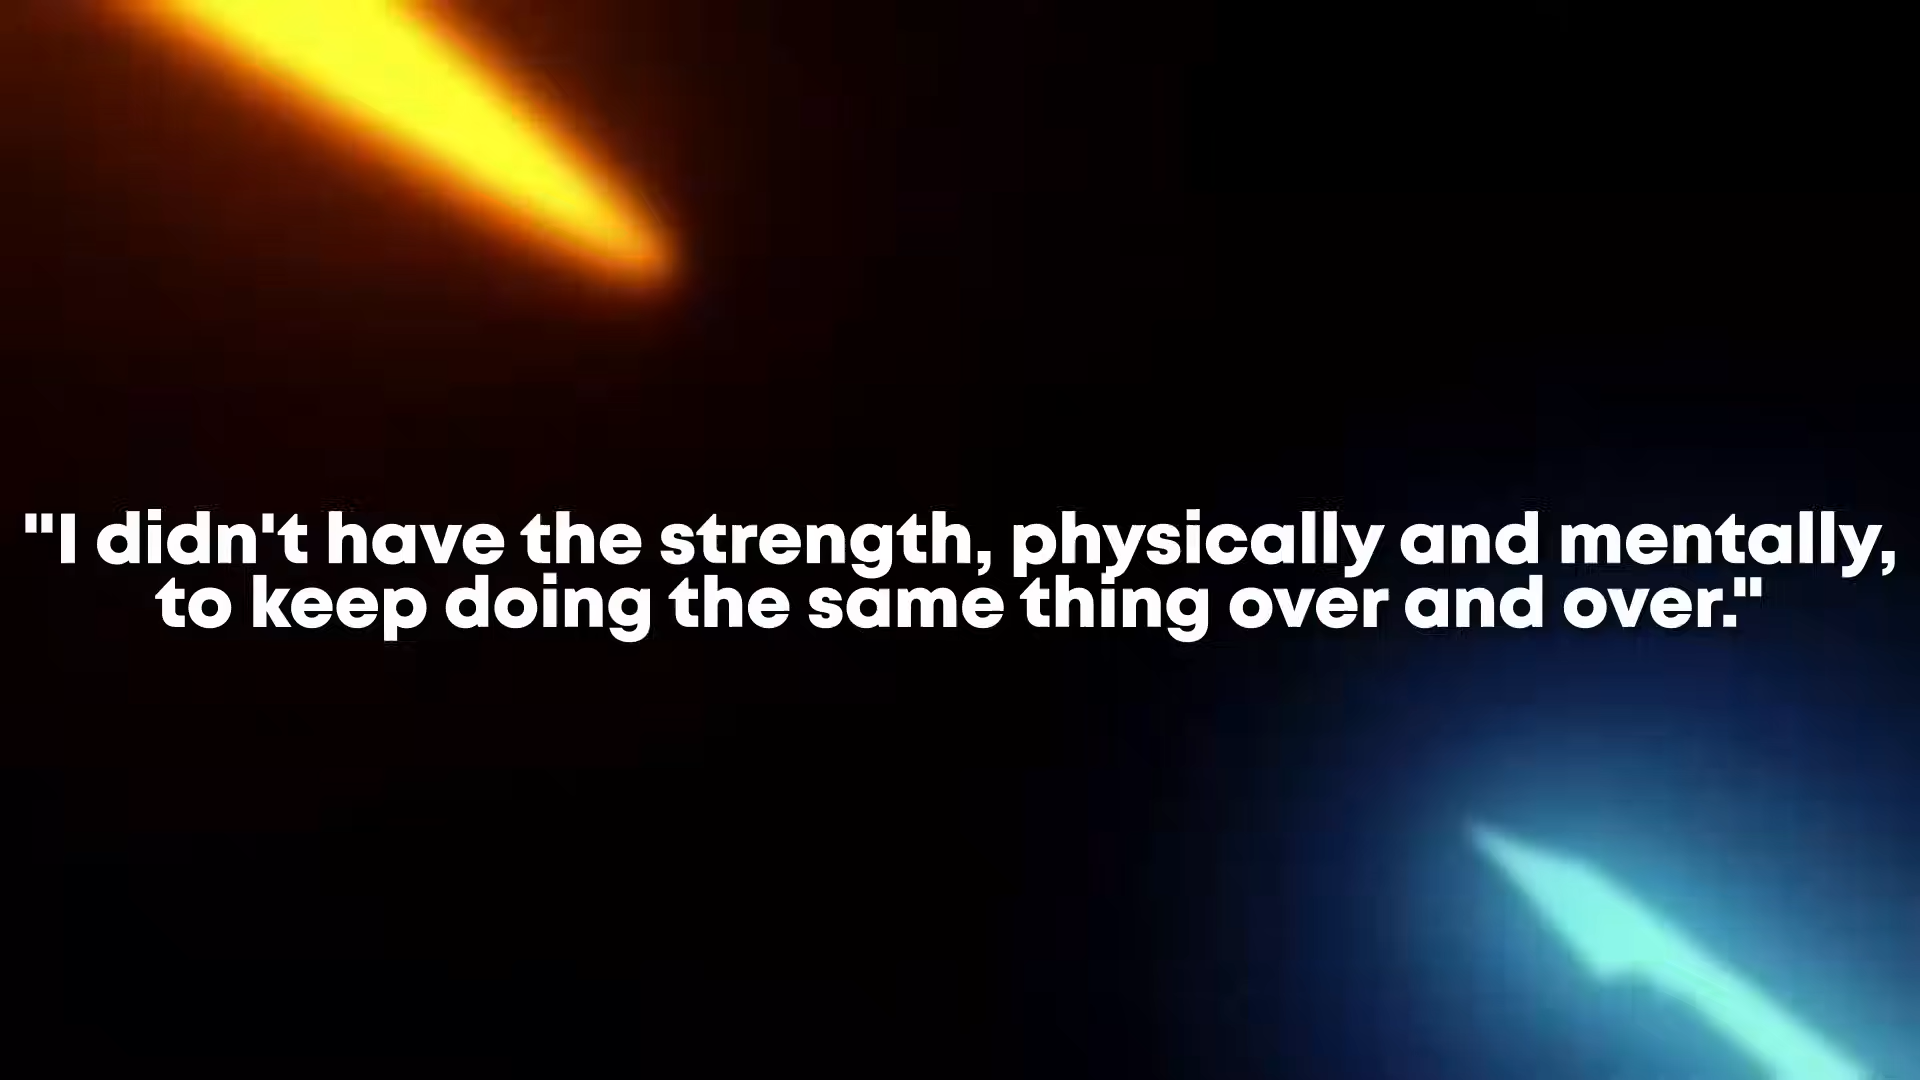 "I didn't have the strength, physically and mentally,
to keep doing the same thing over and over."